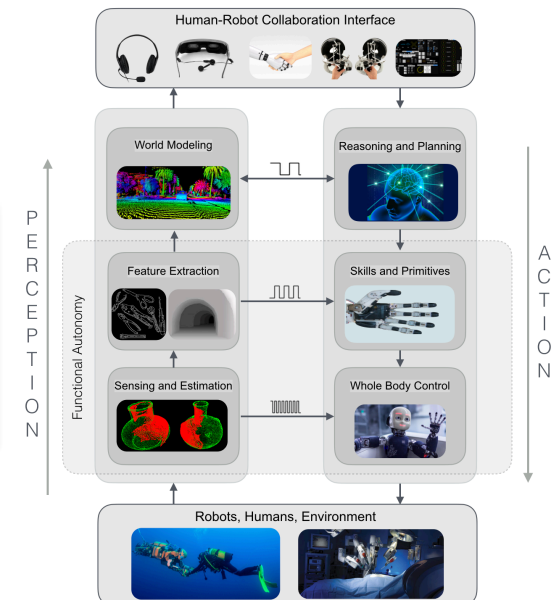 Human-Robot Collaboration Interface
World Modeling
Reasoning and Planning
PERCEPTION
ACTION
Functional Autonomy
Feature Extraction
Skills and Primitives
Sensing and Estimation
Whole Body Control
Robots, Humans, Environment